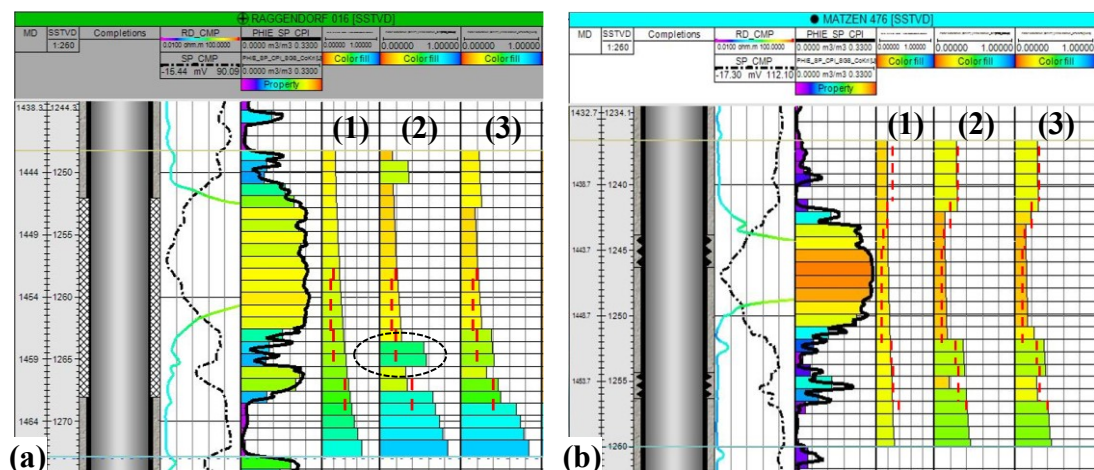 RAGGENDORF 016 [SSTVD]
MD SSTVD Completions RD_CMP PHIE_SP_CPI
1:260 0.0100 ohm.m 100.0000 0.0000 m3/m3 0.3300 0.00000 1.00000 0.00000 1.00000 0.00000 1.00000
SP_CMP Color fill Color fill Color fill
-15.44 mV 90.09 0.0000 m3/m3 0.3300
Property
1438.3 1244.3
(1) (2) (3)
1444 1250
1449 1255
1454 1260
1459 1265
1464 1270
(a)
MATZEN 476 [SSTVD]
MD SSTVD Completions RD_CMP PHIE_SP_CPI
1:260 0.0100 ohm.m 100.0000 0.0000 m3/m3 0.3300 0.00000 1.00000 0.00000 1.00000 0.00000 1.00000
SP_CMP Color fill Color fill Color fill
-17.30 mV 112.10 0.0000 m3/m3 0.3300
Property
1432.7 1234.1
(1) (2) (3)
1438.7 1240
1443.7 1245
1448.7 1250
1453.7 1255
1260
(b)